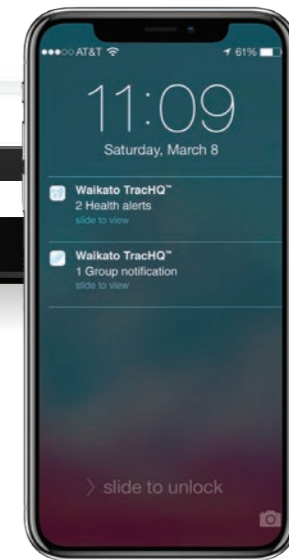 AT&T 61%
11:09
Saturday, March 8
Waikato TracHQ™
2 Health alerts
slide to view
Waikato TracHQ™
1 Group notification
slide to view
> slide to unlock